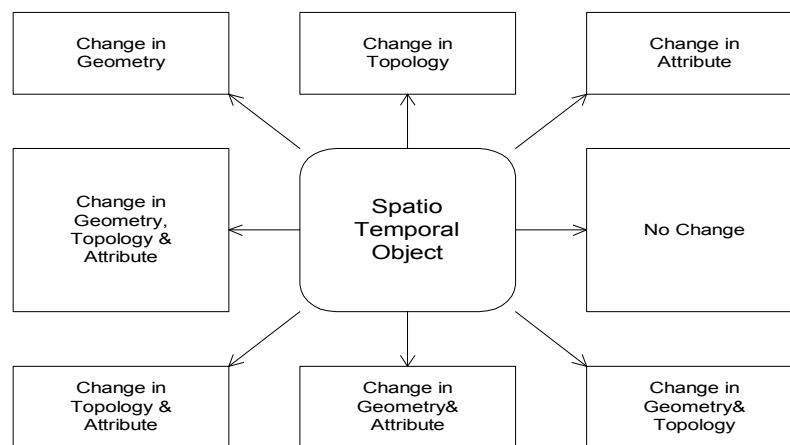 Change in
Geometry
Change in
Topology
Change in
Attribute
Change in
Geometry,
Topology &
Attribute
Spatio
Temporal
Object
No Change
Change in
Topology &
Attribute
Change in
Geometry&
Attribute
Change in
Geometry&
Topology